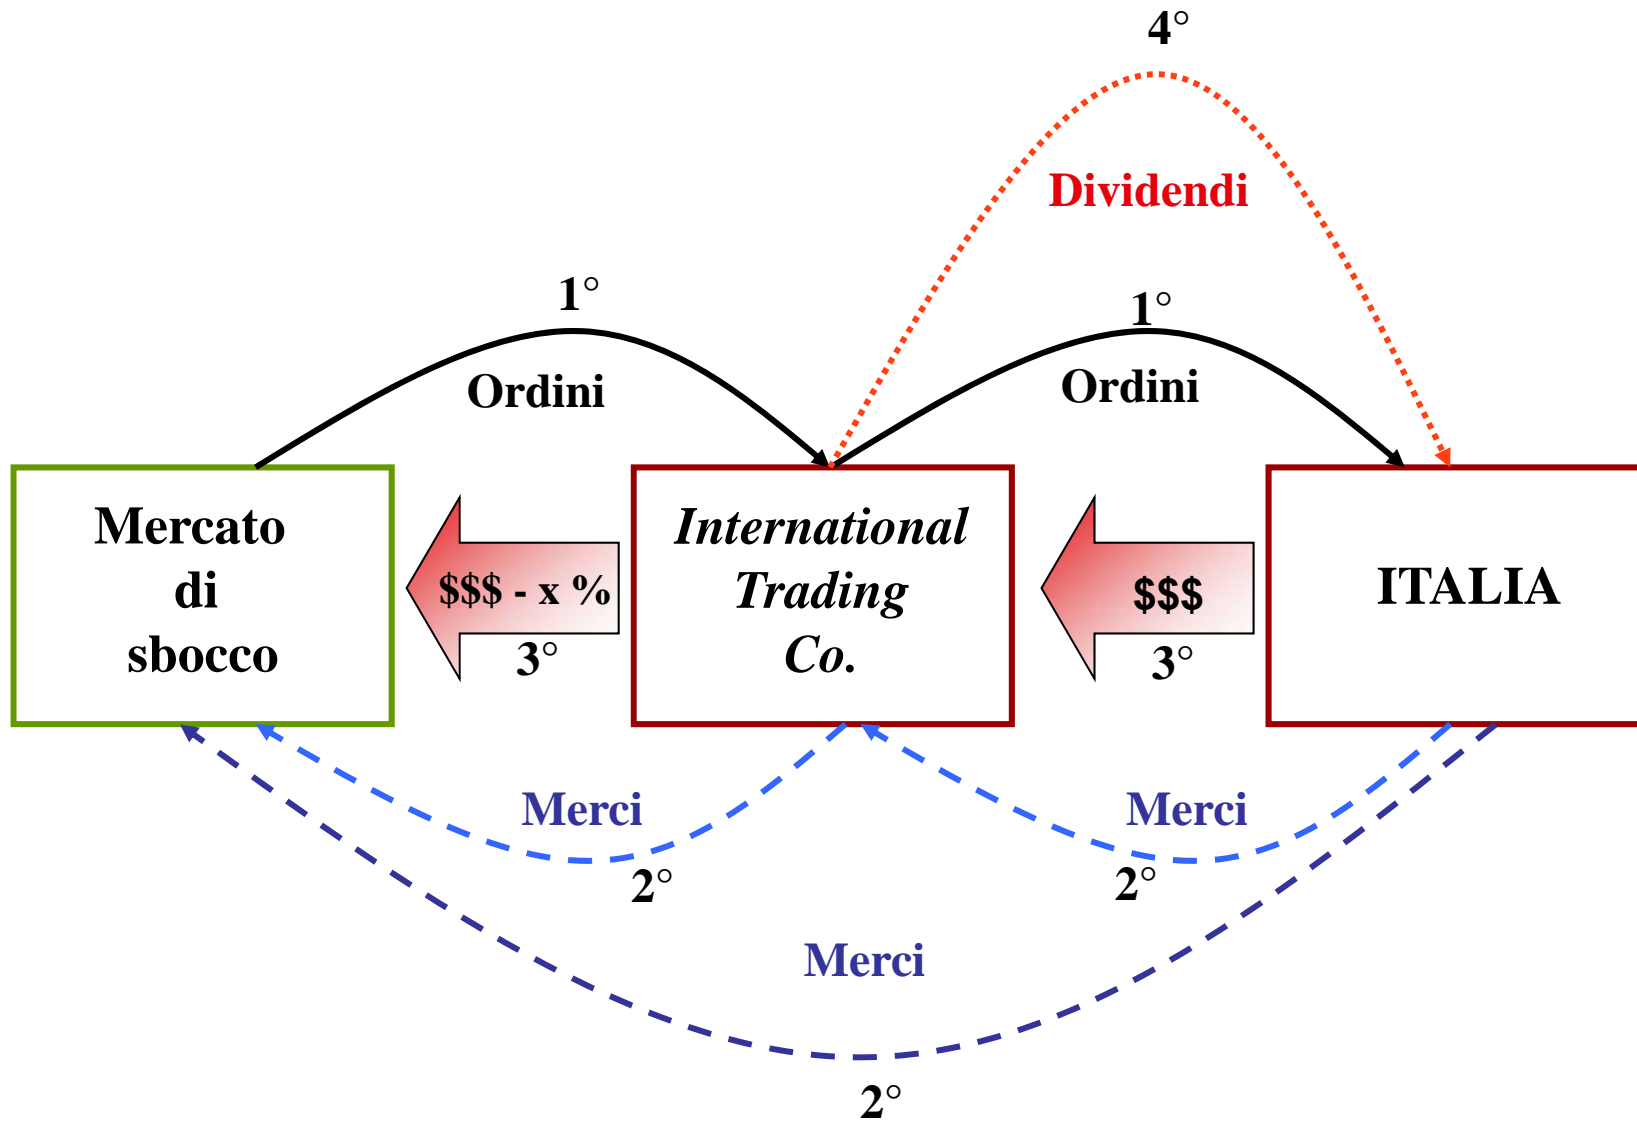 4°
Dividendi
1°
1°
Ordini
Ordini
Mercato
di
sbocco
$$$ - x %
3°
International
Trading
Co.
$$$
3°
ITALIA
Merci
Merci
2°
2°
Merci
2°